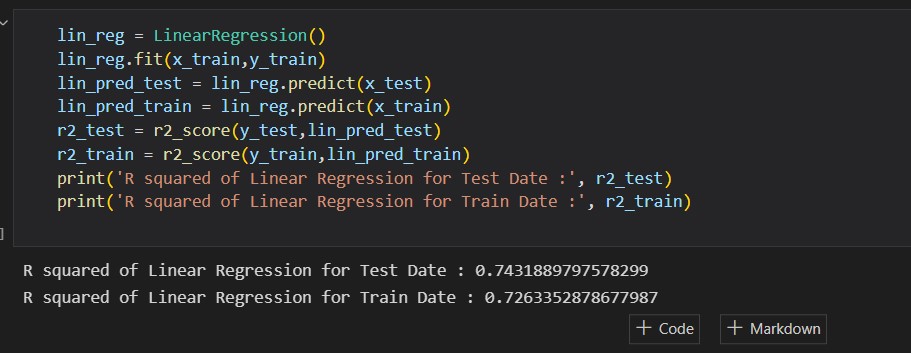 lin_reg = LinearRegression()
lin_reg.fit(x_train,y_train)
lin_pred_test = lin_reg.predict(x_test)
lin_pred_train = lin_reg.predict(x_train)
r2_test = r2_score(y_test,lin_pred_test)
r2_train = r2_score(y_train,lin_pred_train)
print('R squared of Linear Regression for Test Date :', r2_test)
print('R squared of Linear Regression for Train Date :', r2_train)
]
R squared of Linear Regression for Test Date : 0.7431889797578299
R squared of Linear Regression for Train Date : 0.7263352878677987
+ Code + Markdown